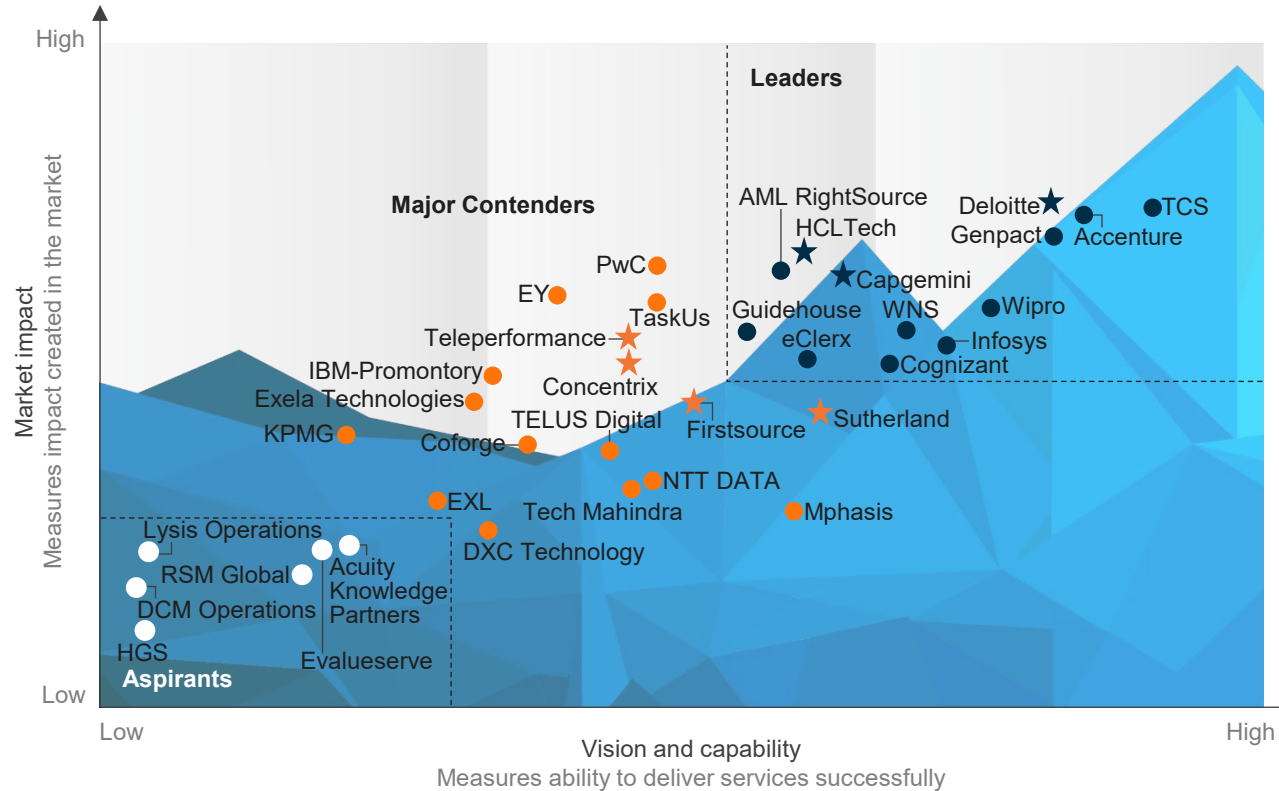 High
Leaders
AML RightSource
HCLTech
Deloitte
TCS
Genpact
Accenture
Major Contenders
PwC
Capgemini
EY
Guidehouse
TaskUs
WNS
Wipro
Teleperformance
eClerx
Infosys
Cognizant
IBM-Promontory
Concentrix
Exela Technologies
TELUS Digital
Firstsource
Sutherland
KPMG
Coforge
NTT DATA
EXL
Tech Mahindra
Mphasis
DXC Technology
Lysis Operations
RSM Global
Acuity
Knowledge
Partners
DCM Operations
HGS
Evalueserve
Aspirants
Market impact
Measures impact created in the market
Low
Low
High
Vision and capability
Measures ability to deliver services successfully